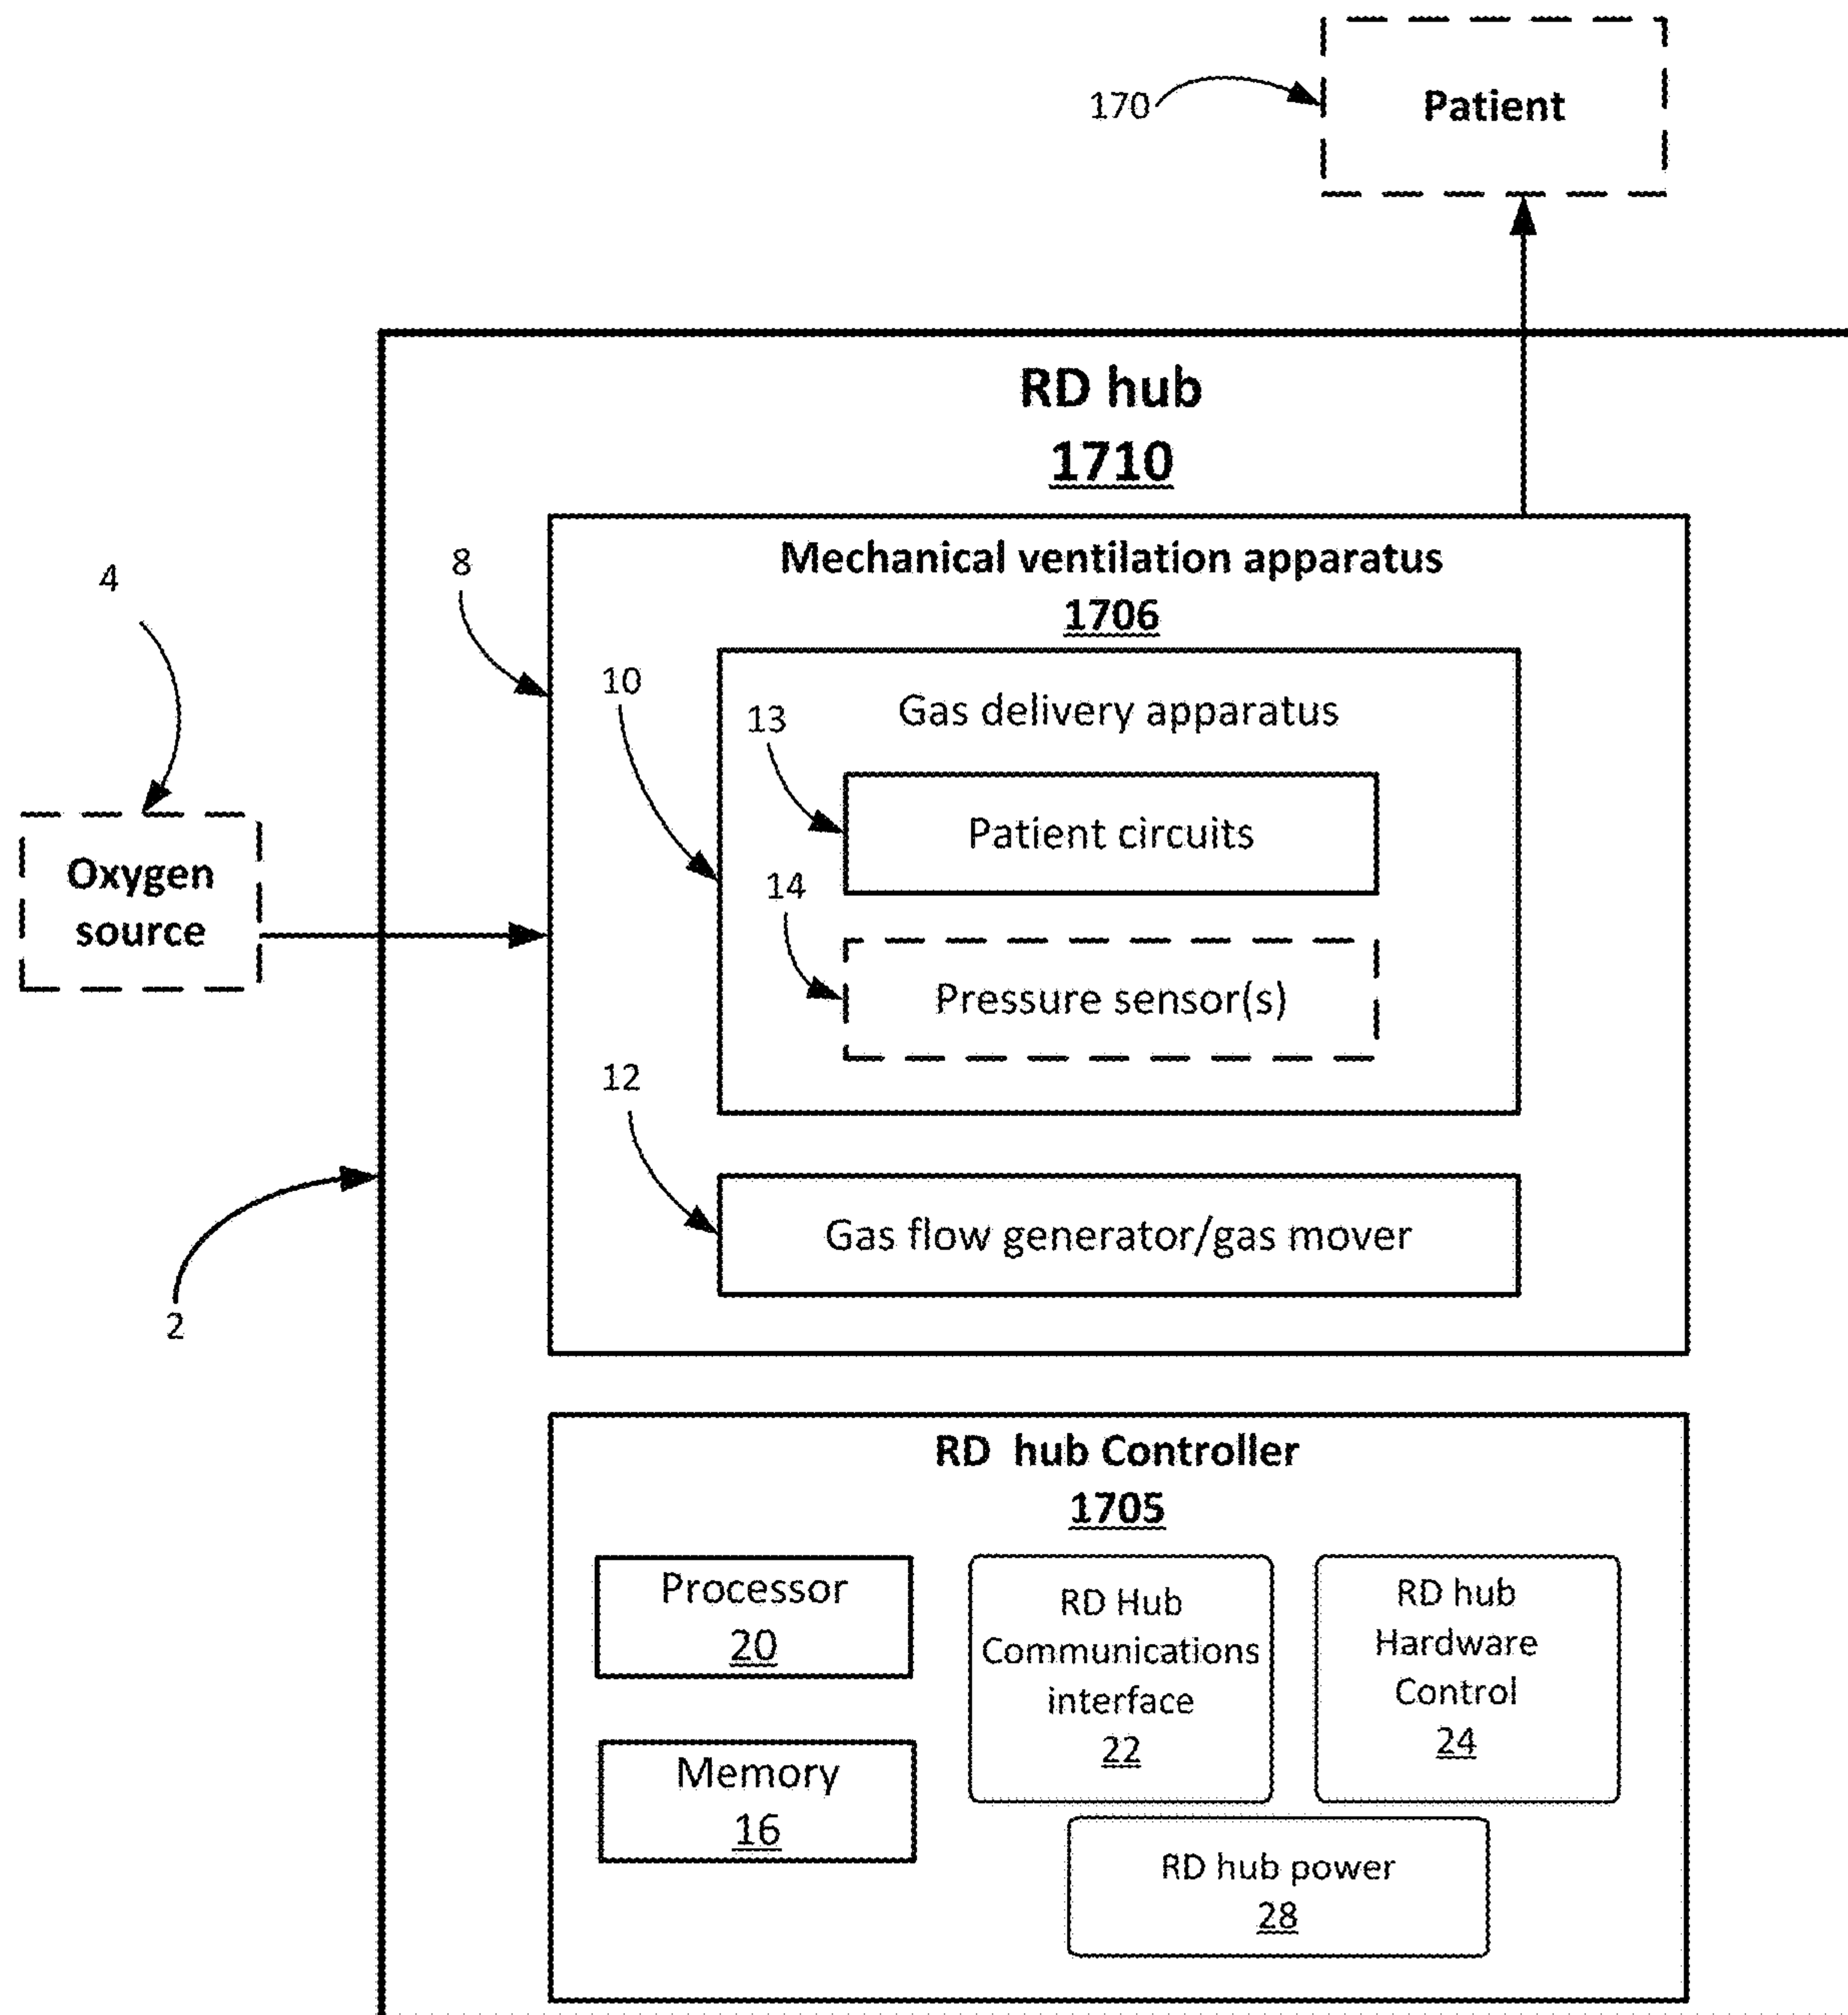 170
Patient
RD hub
1710
Mechanical ventilation apparatus
1706
8
4
10
Gas delivery apparatus
13
Patient circuits
14
Oxygen
source
Pressure sensor(s)
12
Gas flow generator/gas mover
2
RD hub Controller
1705
Processor
20
RD Hub
Communications
interface
22
RD hub
Hardware
Control
24
Memory
16
RD hub power
28